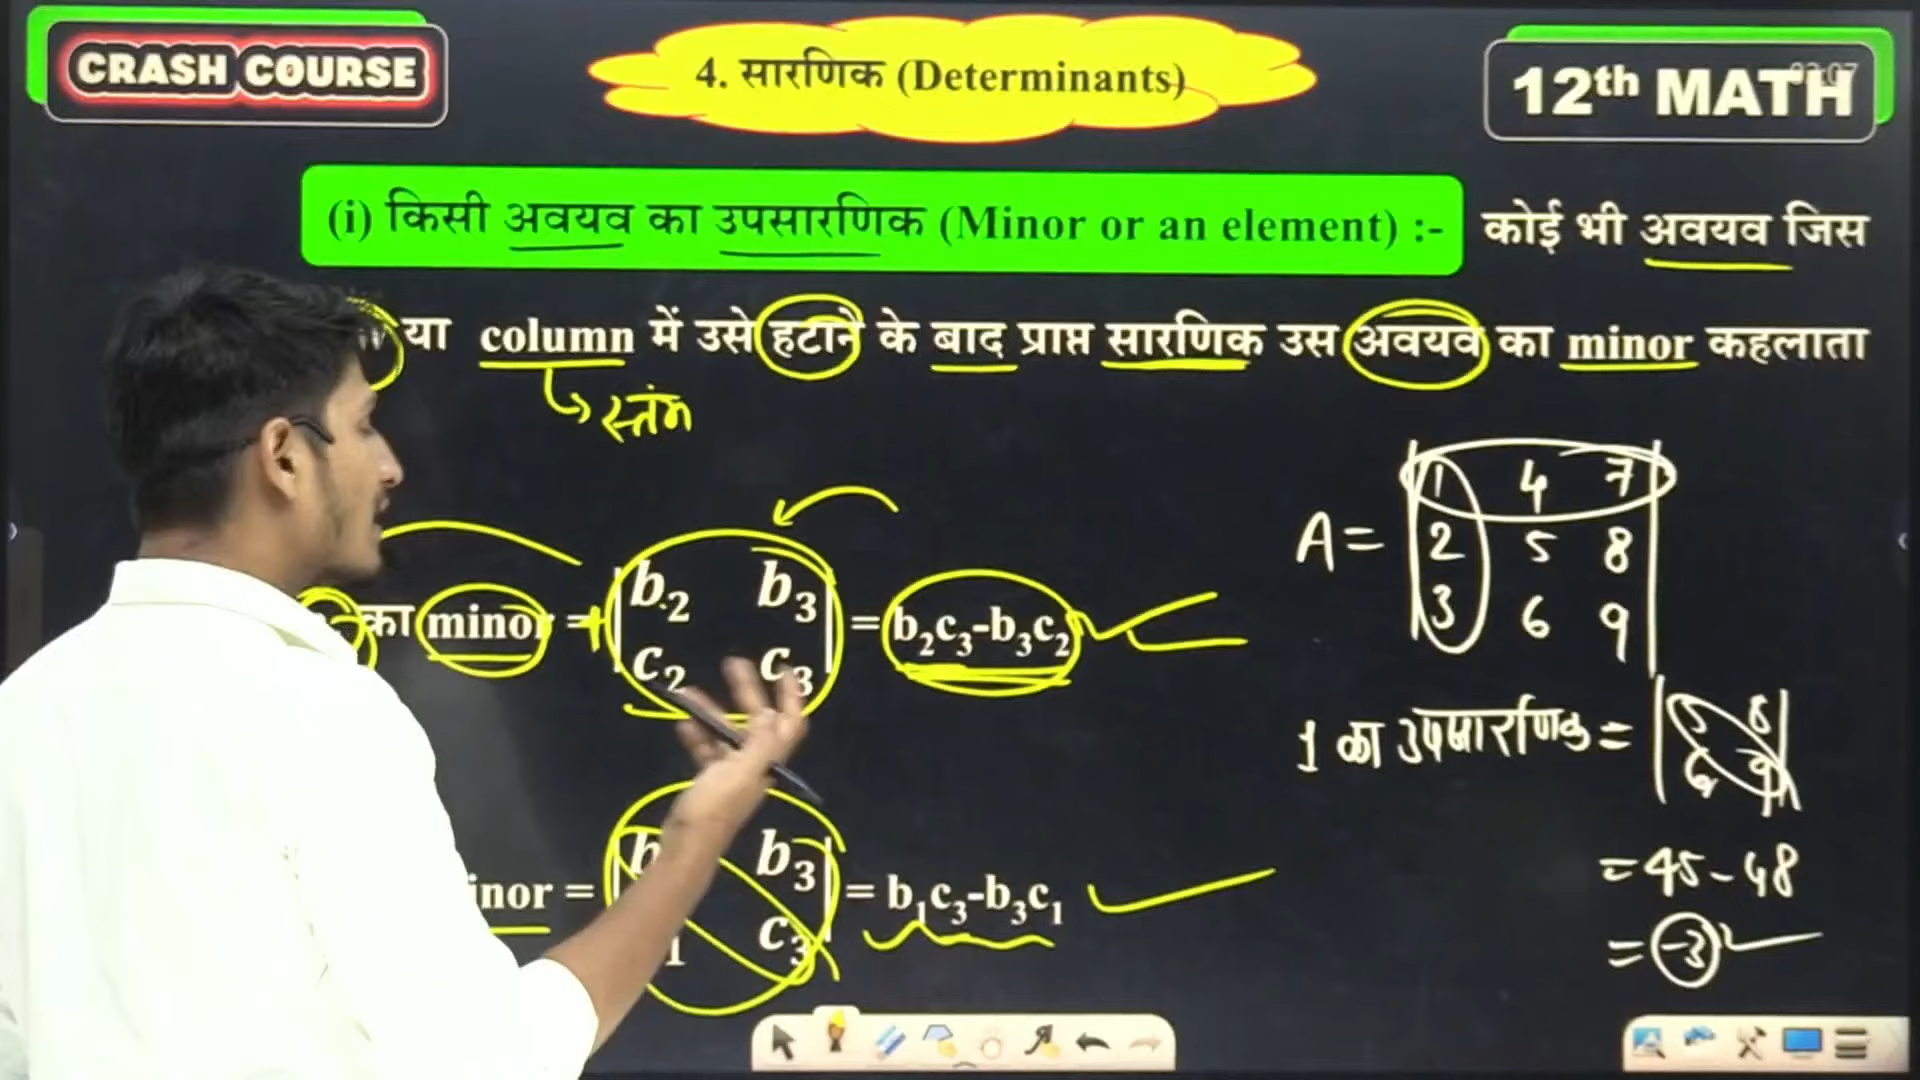 CRASH COURSE
4. सारणिक (Determinants)
12th MATH
(i) किसी अवयव का उपसारणिक (Minor or an element) :- कोई भी अवयव जिस
या column में उसे हटाने के बाद प्राप्त सारणिक उस अवयव का minor कहलाता
स्तंभ
का minor = |b₂ b₃| = b₂c₃-b₃c₂
|c₂ c₃|
= b₁c₃-b₃c₁
b₃
c₃
A = |1 4 7|
|2 5 8|
|3 6 9|
1 का उपसारणिक = |5 8|
|6 9|
= 45 - 48
= -3